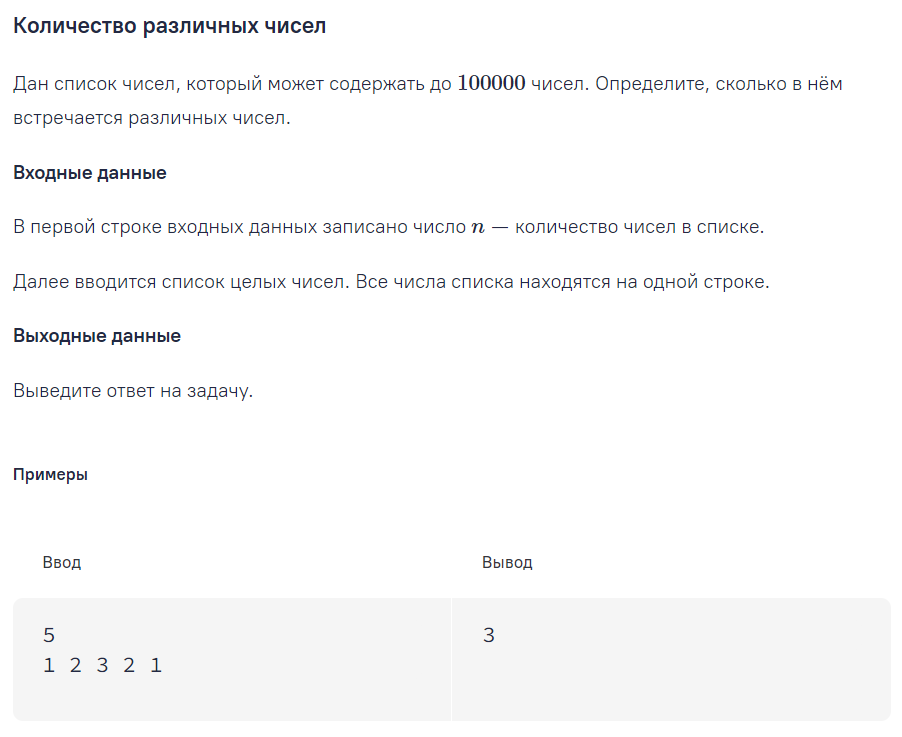 Количество различных чисел
Дан список чисел, который может содержать до 100000 чисел. Определите, сколько в нём
встречается различных чисел.
Входные данные
В первой строке входных данных записано число n — количество чисел в списке.
Далее вводится список целых чисел. Все числа списка находятся на одной строке.
Выходные данные
Выведите ответ на задачу.
Примеры
Ввод
Вывод
5
1 2 3 2 1
3